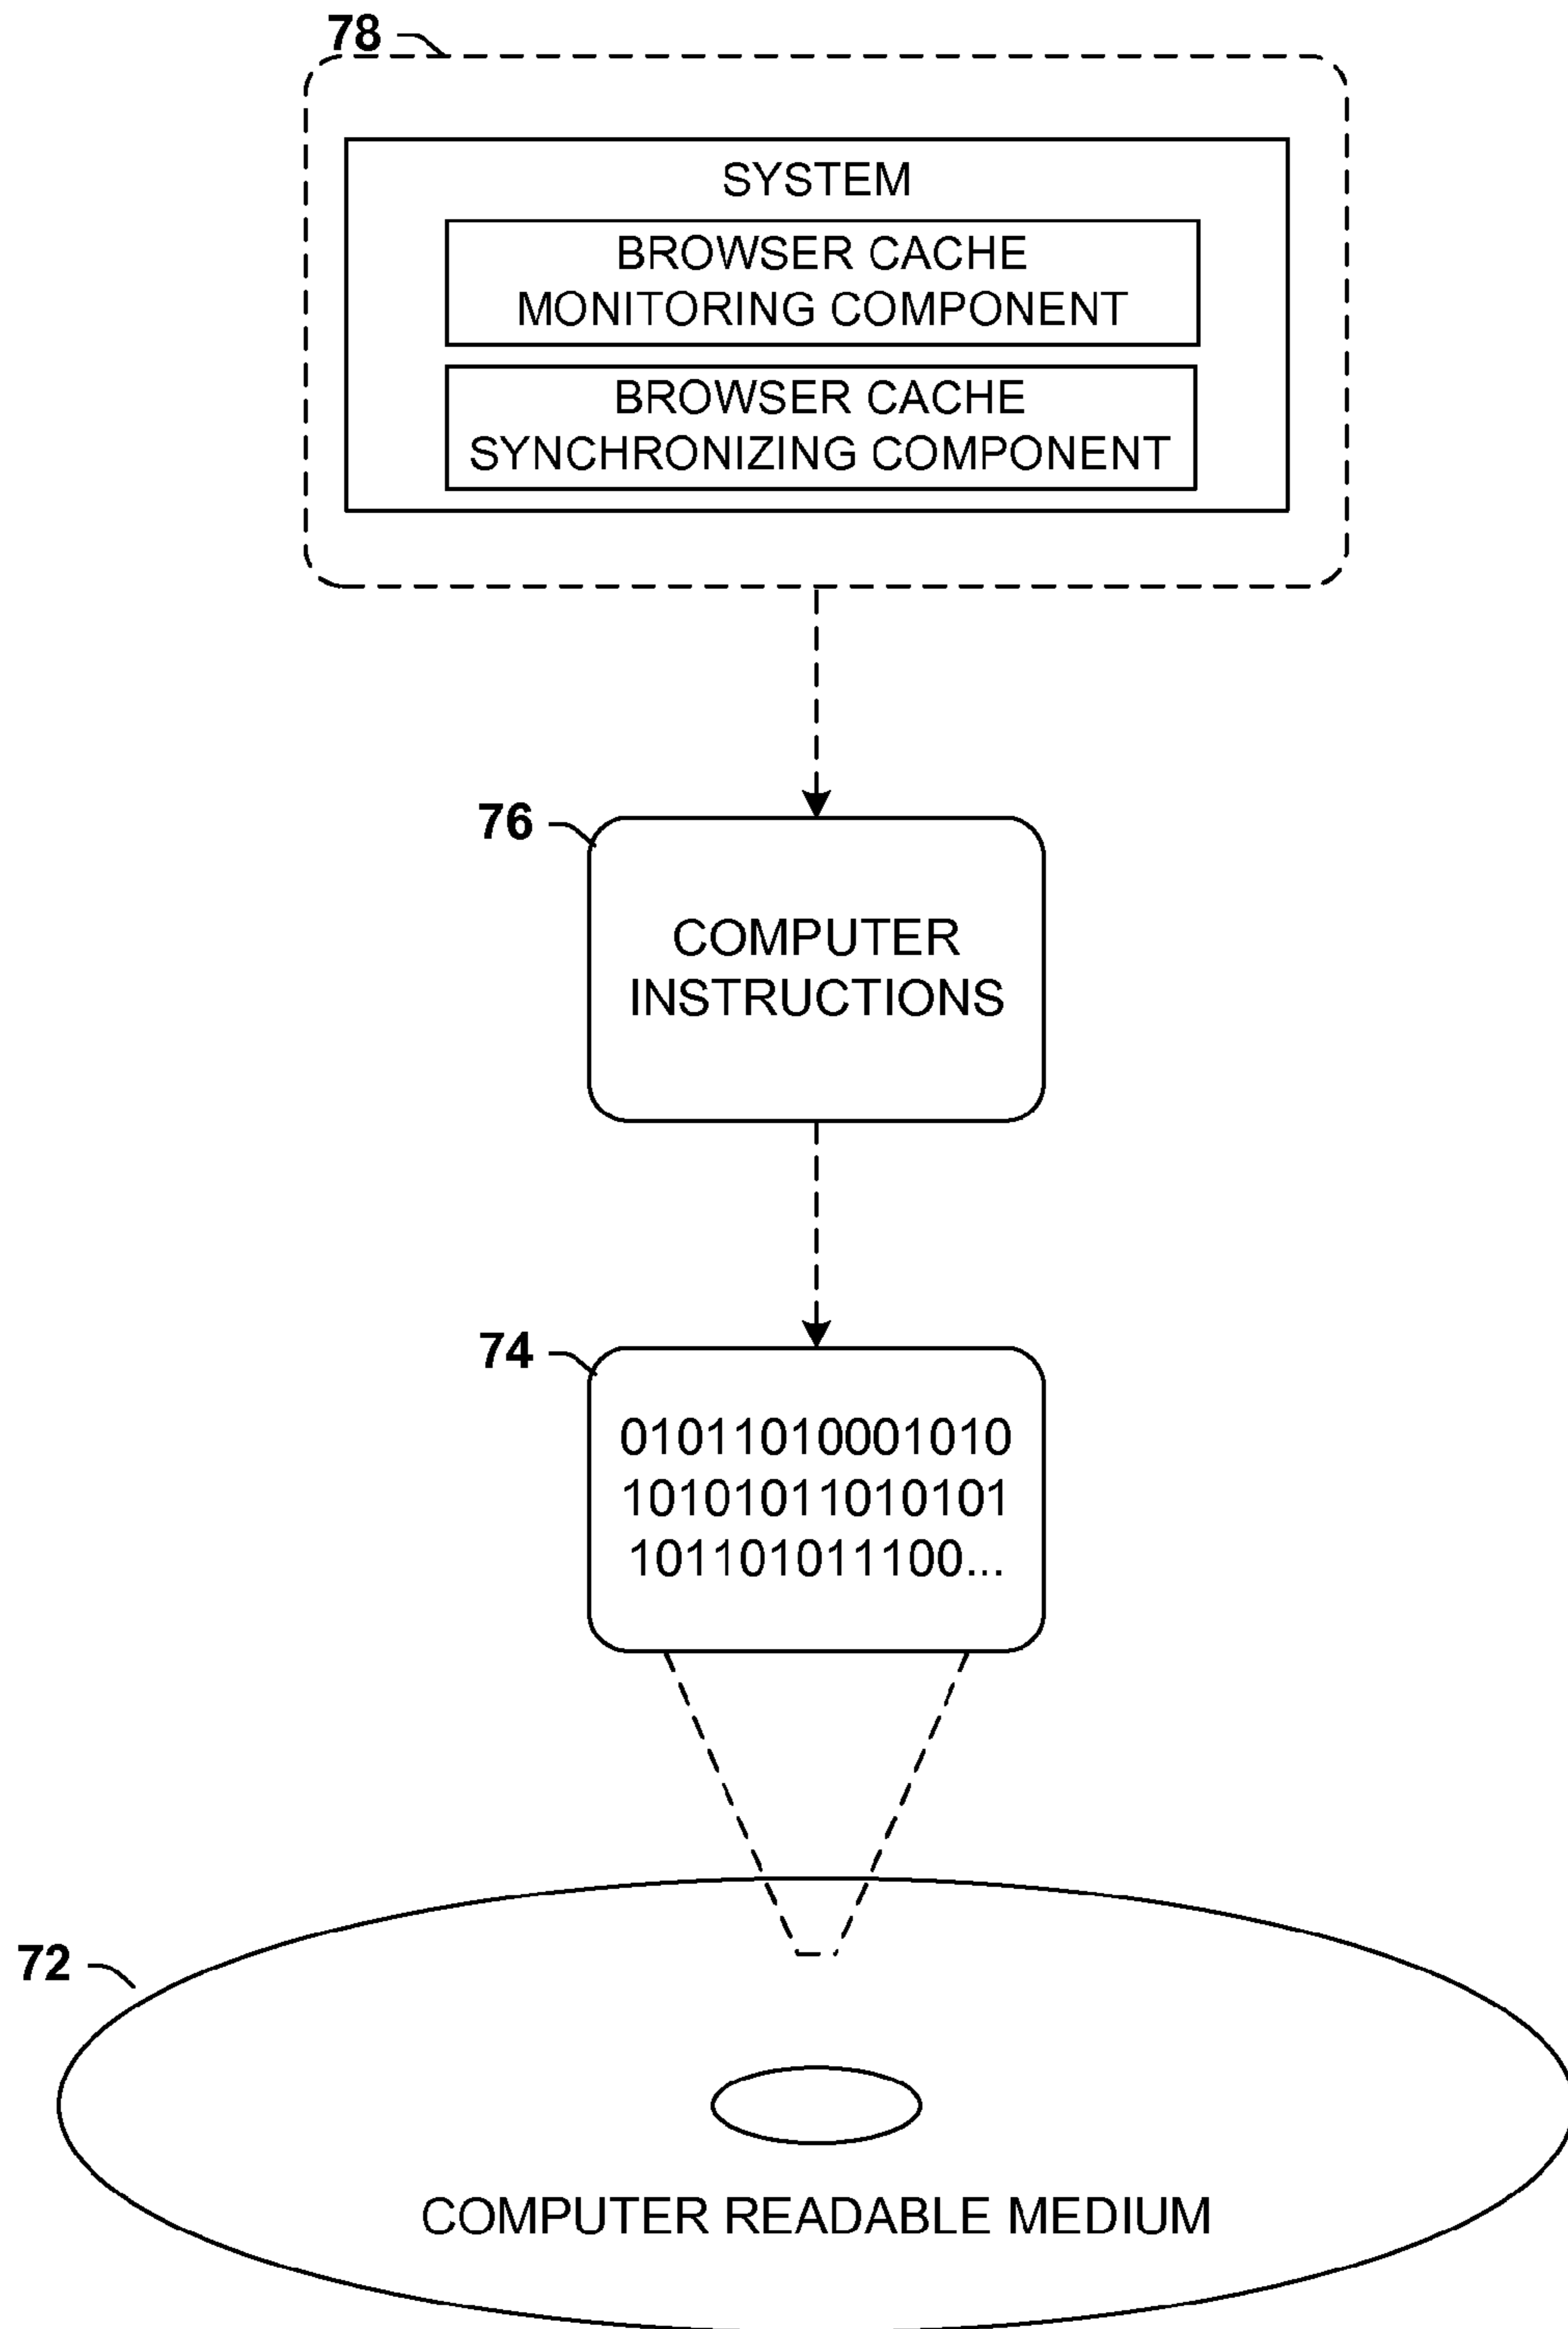 78
SYSTEM
BROWSER CACHE
MONITORING COMPONENT
BROWSER CACHE
SYNCHRONIZING COMPONENT
76
COMPUTER
INSTRUCTIONS
74
01011010001010
10101011010101
101101011100...
72
COMPUTER READABLE MEDIUM